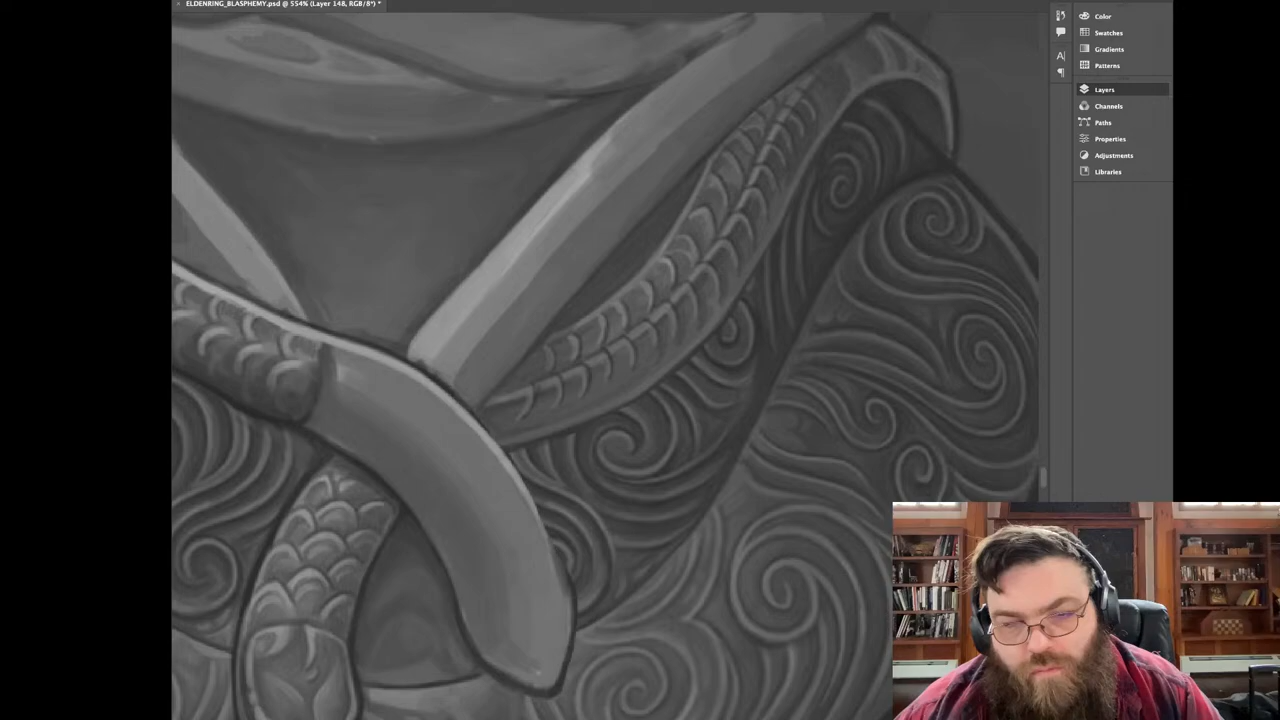 × ELDENRING_BLASPHEMY.psd @ 554% (Layer 148, RGB/8*) *
Color
Swatches
Gradients
Patterns
Layers
Channels
Paths
Properties
Adjustments
Libraries